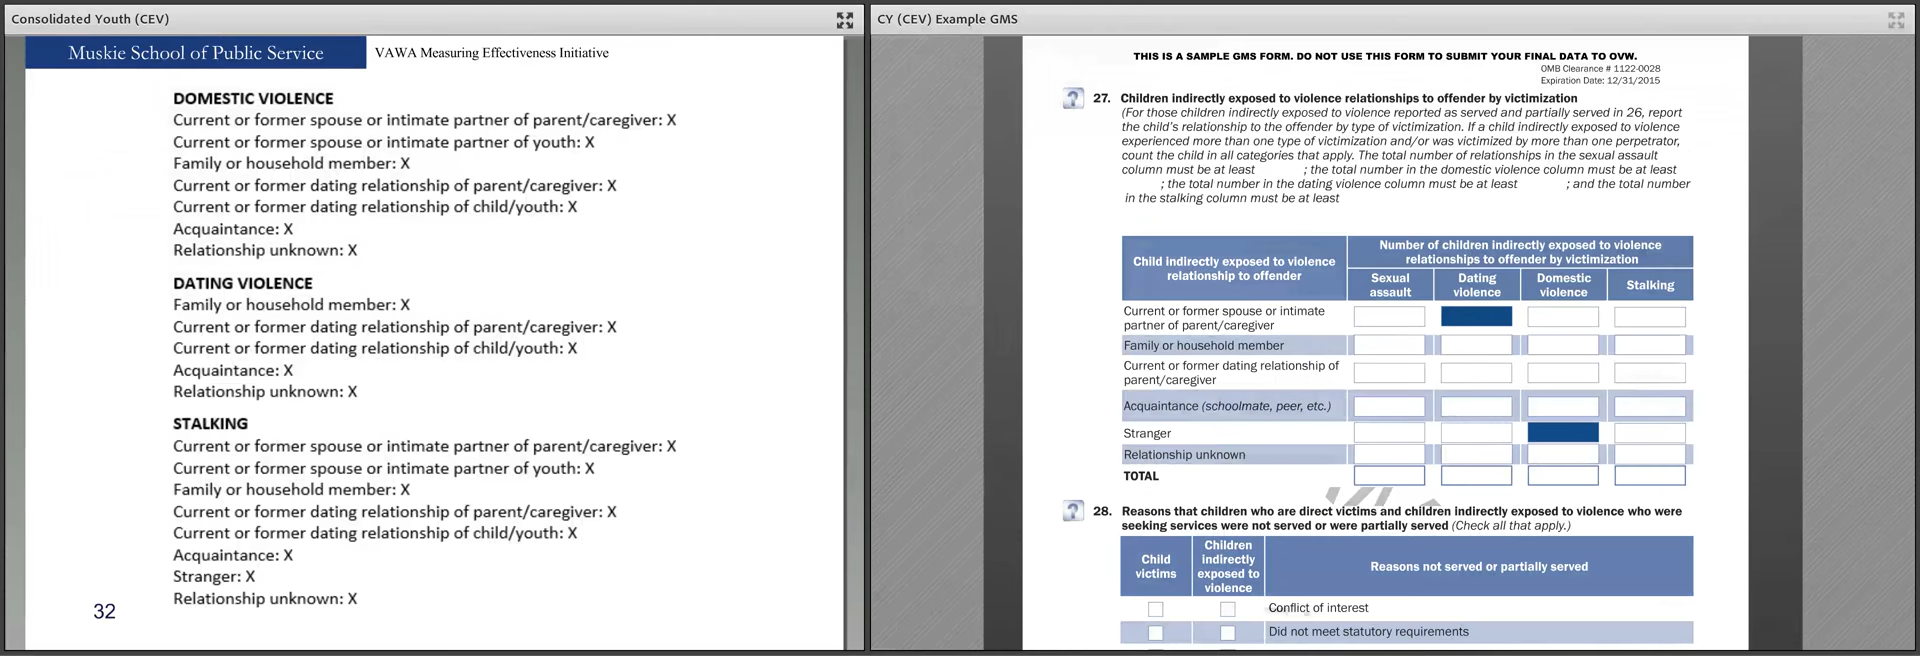 Consolidated Youth (CEV)
Muskie School of Public Service
VAWA Measuring Effectiveness Initiative
DOMESTIC VIOLENCE
Current or former spouse or intimate partner of parent/caregiver: X
Current or former spouse or intimate partner of youth: X
Family or household member: X
Current or former dating relationship of parent/caregiver: X
Current or former dating relationship of child/youth: X
Acquaintance: X
Relationship unknown: X
DATING VIOLENCE
Family or household member: X
Current or former dating relationship of parent/caregiver: X
Current or former dating relationship of child/youth: X
Acquaintance: X
Relationship unknown: X
STALKING
Current or former spouse or intimate partner of parent/caregiver: X
Current or former spouse or intimate partner of youth: X
Family or household member: X
Current or former dating relationship of parent/caregiver: X
Current or former dating relationship of child/youth: X
Acquaintance: X
Stranger: X
Relationship unknown: X
32
CY (CEV) Example GMS
THIS IS A SAMPLE GMS FORM. DO NOT USE THIS FORM TO SUBMIT YOUR FINAL DATA TO OVW.
OMB Clearance # 1122-0028
Expiration Date: 12/31/2015
?
27. Children indirectly exposed to violence relationships to offender by victimization
(For those children indirectly exposed to violence reported as served and partially served in 26, report
the child's relationship to the offender by type of victimization. If a child indirectly exposed to violence
experienced more than one type of victimization and/or was victimized by more than one perpetrator,
count the child in all categories that apply. The total number of relationships in the sexual assault
column must be at least ; the total number in the domestic violence column must be at least
; the total number in the dating violence column must be at least ; and the total number
in the stalking column must be at least
Child indirectly exposed to violence
relationship to offender
Number of children indirectly exposed to violence
relationships to offender by victimization
Sexual
assault
Dating
violence
Domestic
violence
Stalking
Current or former spouse or intimate
partner of parent/caregiver
Family or household member
Current or former dating relationship of
parent/caregiver
Acquaintance (schoolmate, peer, etc.)
Stranger
Relationship unknown
TOTAL
?
28. Reasons that children who are direct victims and children indirectly exposed to violence who were
seeking services were not served or were partially served (Check all that apply.)
Child
victims
Children
indirectly
exposed to
violence
Reasons not served or partially served
Conflict of interest
Did not meet statutory requirements